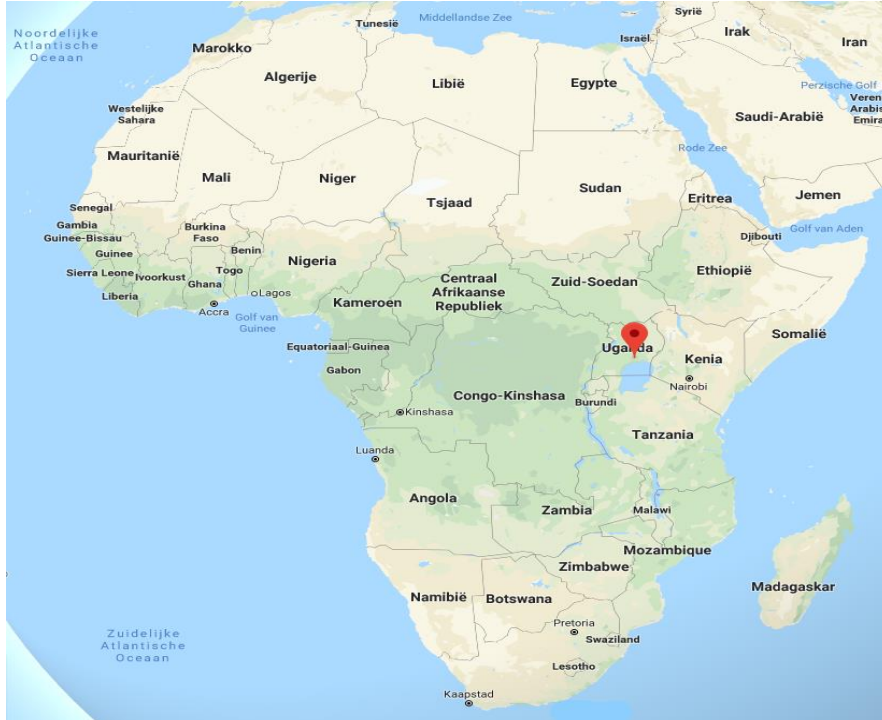 Noordelijke
Atlantische
Oceaan
Tunesië
Middellandse Zee
Syrië
Israël
Irak
Iran
Marokko
Algerije
Libië
Egypte
Perzische Golf
Veren
Arabis
Emira
Westelijke
Sahara
Saudi-Arabië
Mauritanië
Rode Zee
Mali
Niger
Tsjaad
Sudan
Eritrea
Jemen
Senegal
Gambia
Guinee-Bissau
Burkina
Faso
Djibouti
Golf van Aden
Guinee
Benin
Nigeria
Sierra Leone
Ivoorkust
Togo
Ghana
Centraal
Afrikaanse
Republiek
Zuid-Soedan
Ethiopië
Liberia
Lagos
Accra
Kameroen
Golf van
Guinee
Somalië
Equatoriaal-Guinea
Uganda
Kenia
Gabon
Nairobi
Congo-Kinshasa
Burundi
Kinshasa
Tanzania
Luanda
Angola
Zambia
Malawi
Mozambique
Zimbabwe
Madagaskar
Namibië
Botswana
Pretoria
Swaziland
Zuidelijke
Atlantische
Oceaan
Lesotho
Kaapstad